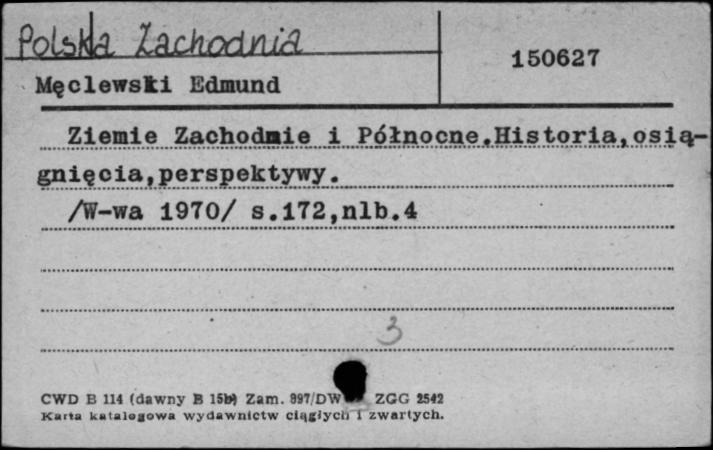 Polska Zachodnia
150627
Męclewski Edmund
Ziemie Zachodnie i Północne.Historia,osią-
gnięcia,perspektywy.
/W-wa 1970/ s.172,nlb.4
3
CWD B 114 (dawny B 15b) Zam. 897/DW ZGG 2542
Karta katalogowa wydawnictw ciągłych i zwartych.